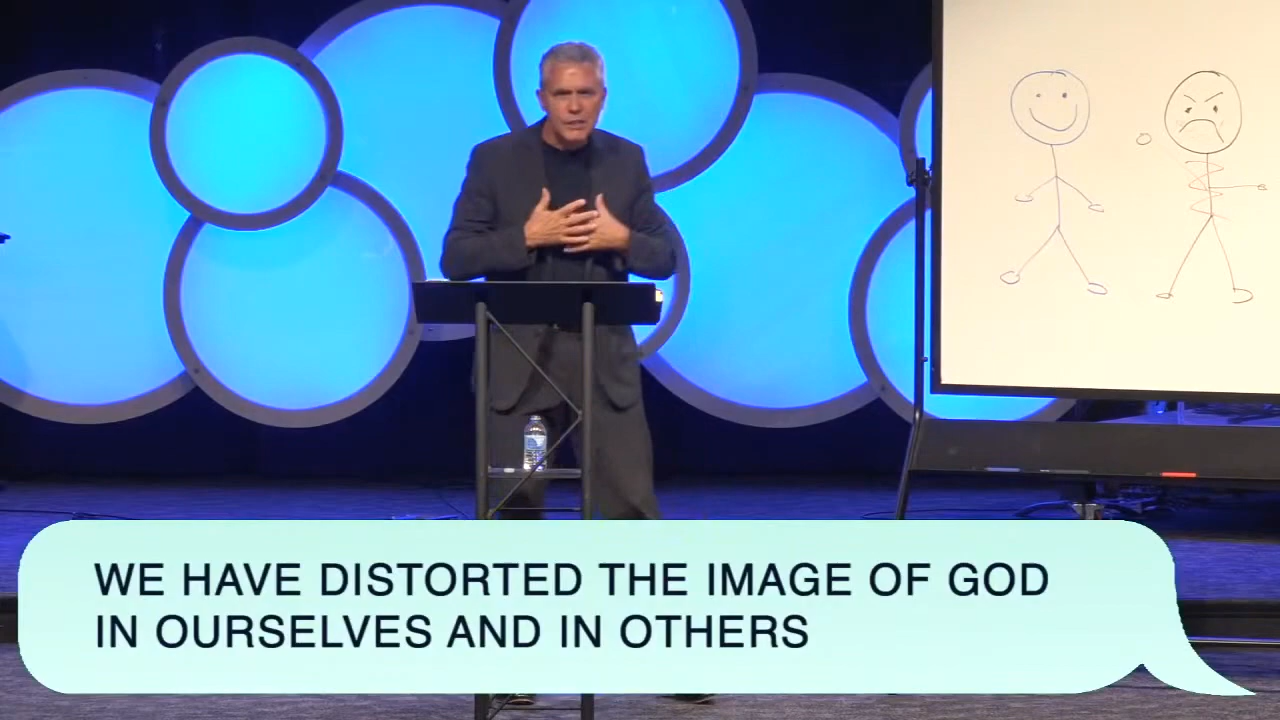 WE HAVE DISTORTED THE IMAGE OF GOD
IN OURSELVES AND IN OTHERS